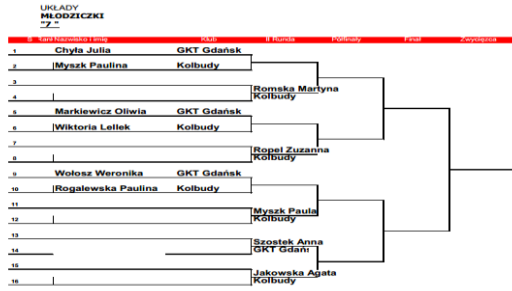 UKŁADY
MŁODZICZKI
"7 "
S Rank Nazwisko i Imię Klub II Runda Półfinały Finał Zwycięzca
1 Chyła Julia GKT Gdańsk
2 Myszk Paulina Kolbudy
3
Romska Martyna
4 Kolbudy
5 Markiewicz Oliwia GKT Gdańsk
6 Wiktoria Lellek Kolbudy
7
Ropel Zuzanna
8 Kolbudy
9 Wołosz Weronika GKT Gdańsk
10 Rogalewska Paulina Kolbudy
11
Myszk Paula
12 Kolbudy
13
Szostek Anna
14 GKT Gdańs
15
Jakowska Agata
16 Kolbudy